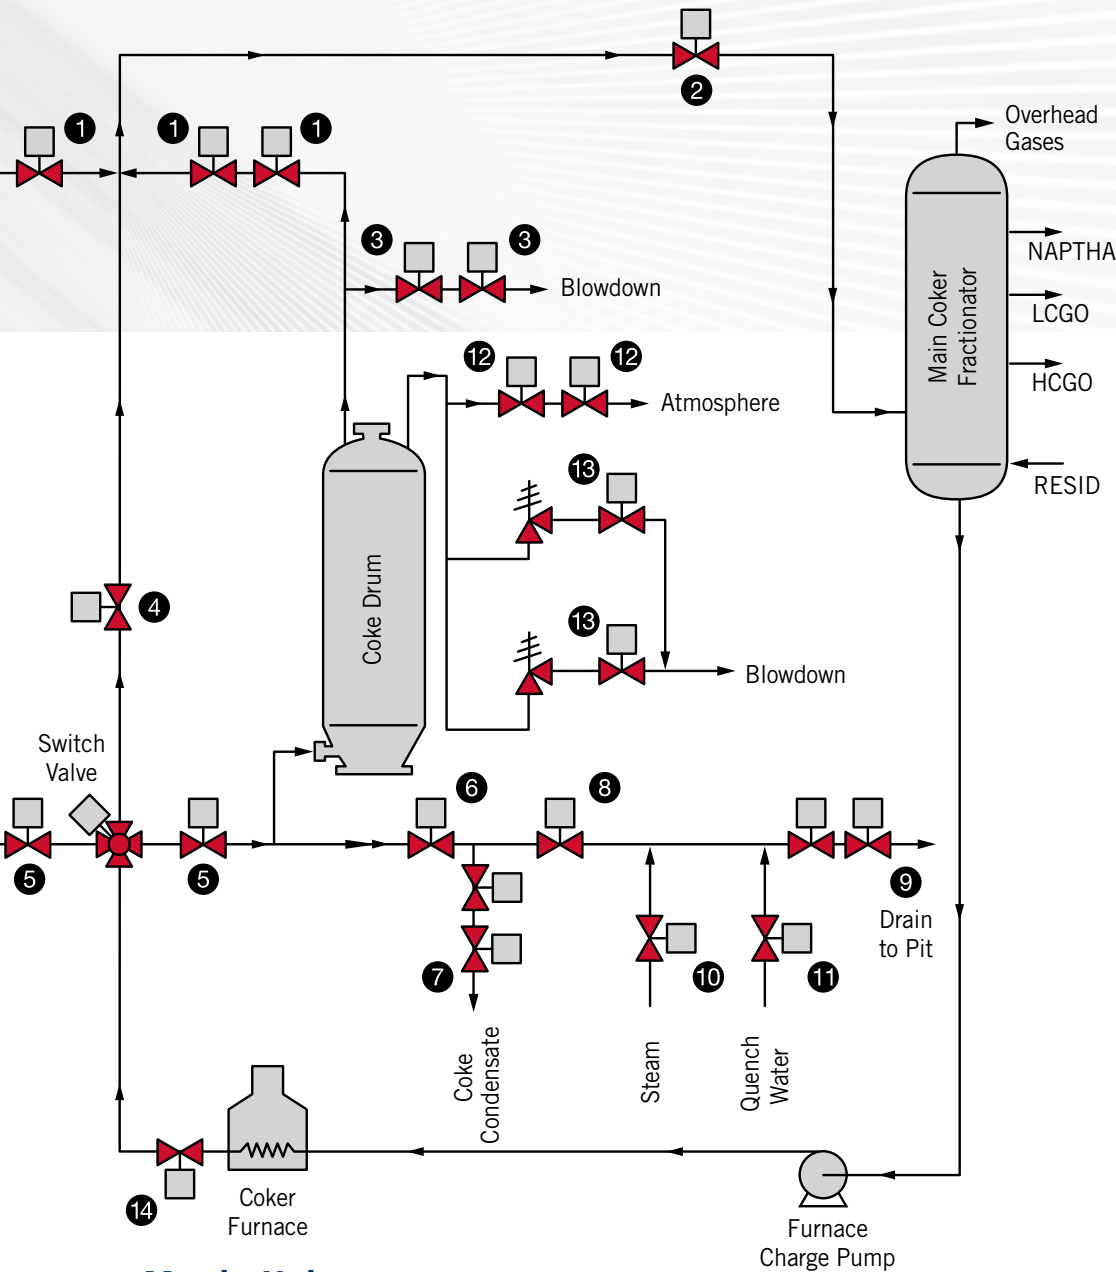 2
1
1
1
Overhead
Gases
3
3
NAPTHA
Blowdown
LCGO
Main Coker
Fractionator
HCGO
12
12
Atmosphere
13
RESID
Coke Drum
4
13
Blowdown
Switch
Valve
6
8
5
5
9
Drain
to Pit
7
10
11
Coke
Condensate
Steam
Quench
Water
14
Coker
Furnace
Furnace
Charge Pump